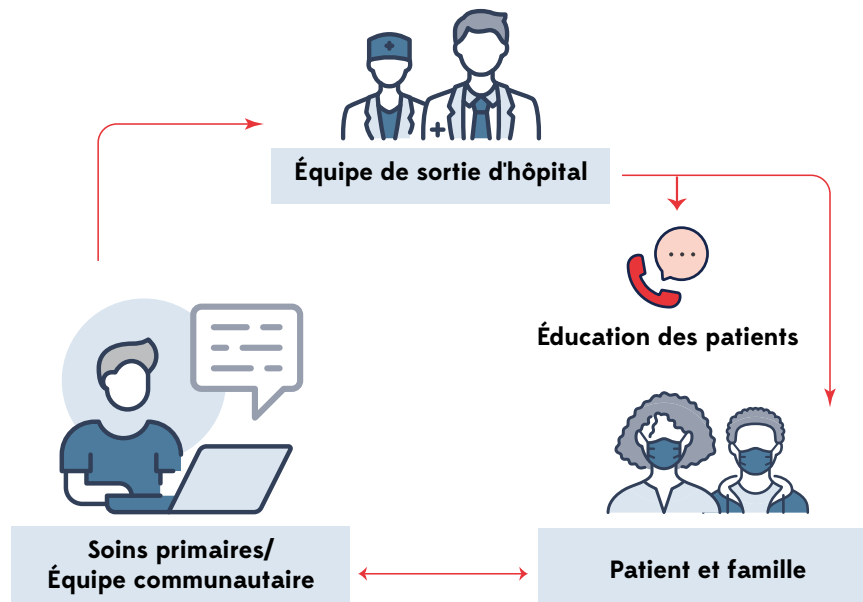 Équipe de sortie d'hôpital
Éducation des patients
Soins primaires/
Équipe communautaire
Patient et famille